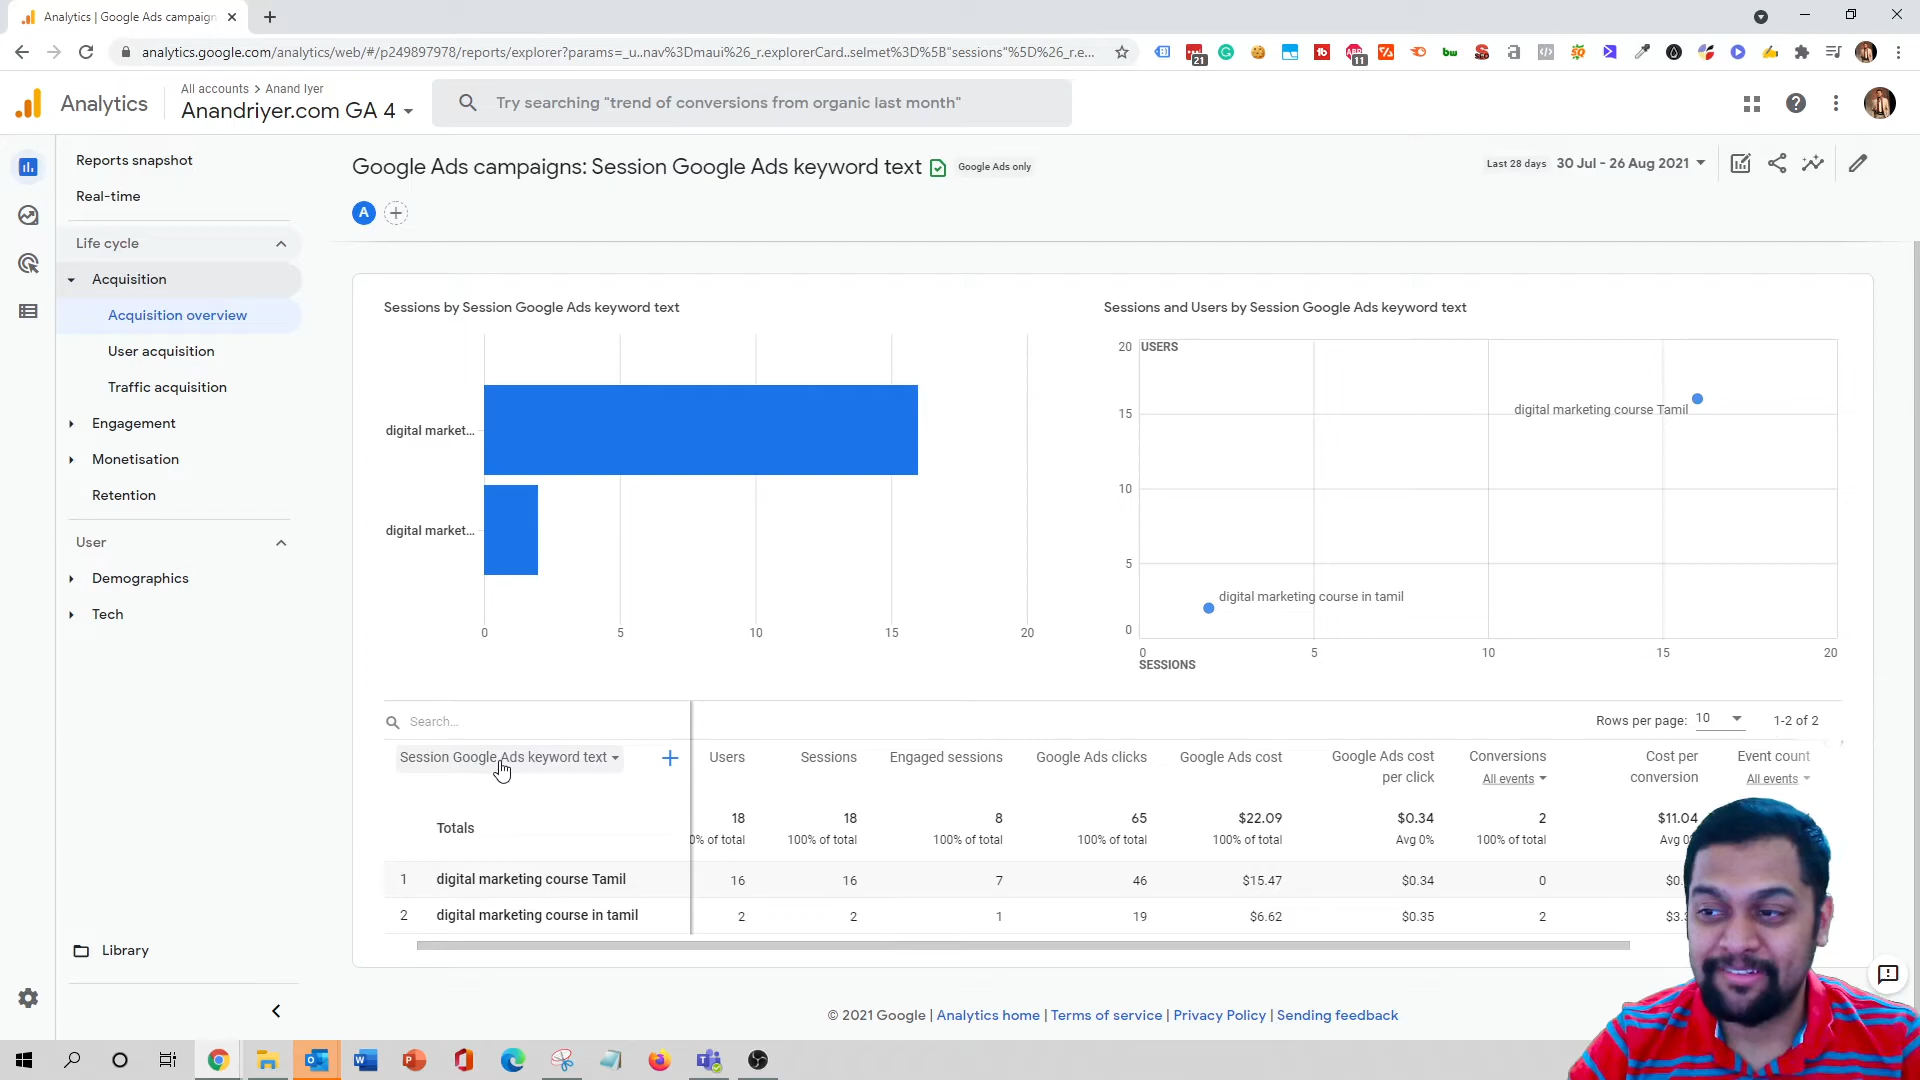 Analytics | Google Ads campaign
analytics.google.com/analytics/web/#/p249897978/reports/explorer?params=_u..nav%3Dmaui%26_r.explorerCard..selmet%3D%5B"sessions"%5D%26_r.e...
21
11
Analytics
All accounts > Anand Iyer
Anandriyer.com GA 4
Try searching "trend of conversions from organic last month"
Reports snapshot
Real-time
Life cycle
Acquisition
Acquisition overview
User acquisition
Traffic acquisition
Engagement
Monetisation
Retention
User
Demographics
Tech
Library
Google Ads campaigns: Session Google Ads keyword text
Google Ads only
Last 28 days 30 Jul - 26 Aug 2021
A
Sessions by Session Google Ads keyword text
digital market...
digital market...
0 5 10 15 20
Sessions and Users by Session Google Ads keyword text
20 USERS
15
10
5
0
digital marketing course Tamil
digital marketing course in tamil
0 5 10 15 20
SESSIONS
Search...
Rows per page: 10 1-2 of 2
Session Google Ads keyword text Users Sessions Engaged sessions Google Ads clicks Google Ads cost Google Ads cost per click Conversions All events Cost per conversion Event count All events
Totals 18 18 8 65 $22.09 $0.34 2 $11.04
0% of total 100% of total 100% of total 100% of total 100% of total Avg 0% 100% of total Avg 0
1 digital marketing course Tamil 16 16 7 46 $15.47 $0.34 0 $0.
2 digital marketing course in tamil 2 2 1 19 $6.62 $0.35 2 $3.3
© 2021 Google | Analytics home | Terms of service | Privacy Policy | Sending feedback